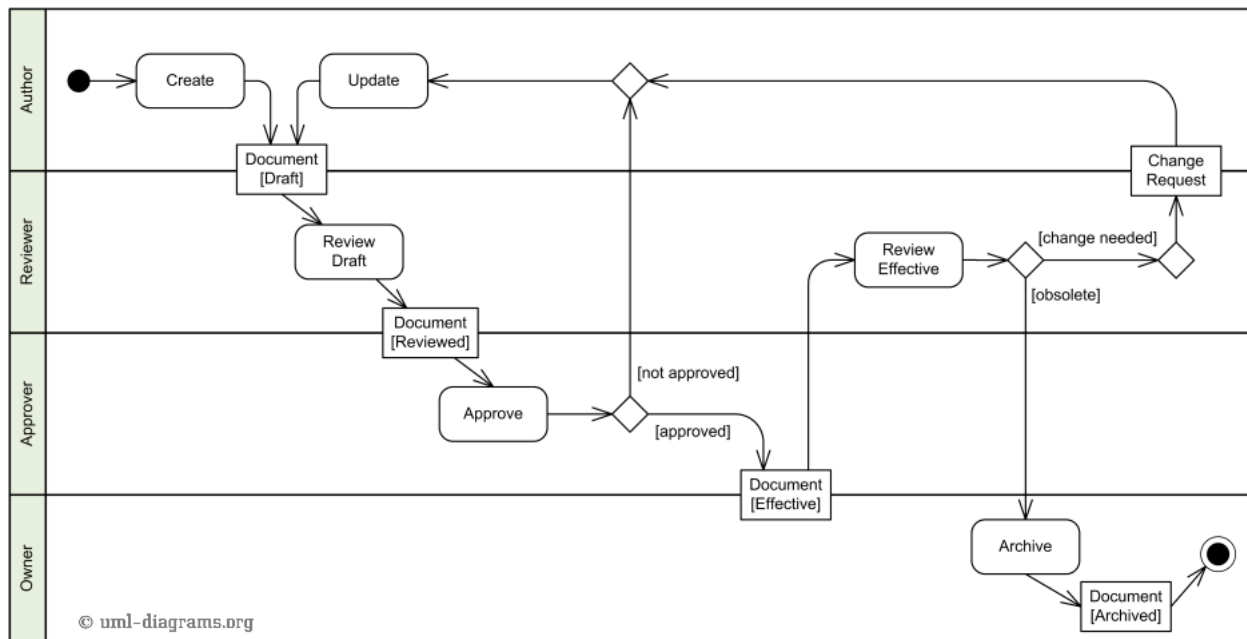 Author
Create
Update
Document
[Draft]
Change
Request
Reviewer
Review
Draft
Review
Effective
[change needed]
[obsolete]
Document
[Reviewed]
Approver
Approve
[not approved]
[approved]
Document
[Effective]
Owner
Archive
Document
[Archived]
© uml-diagrams.org